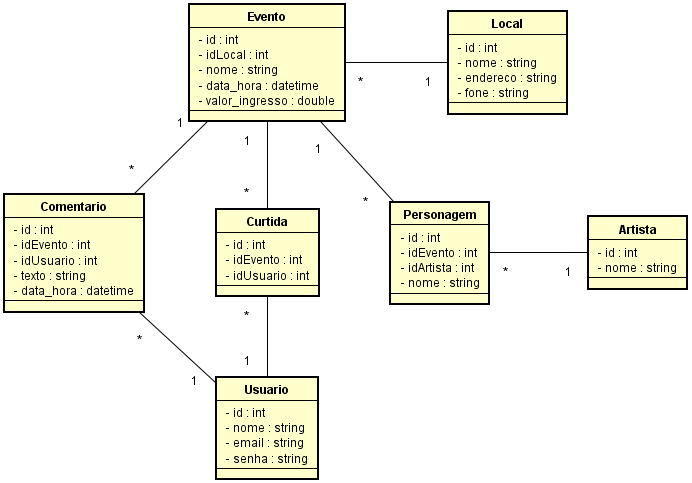 Evento
- id : int
- idLocal : int
- nome : string
- data_hora : datetime
- valor_ingresso : double
Local
- id : int
- nome : string
- endereco : string
- fone : string
*
1
1
*
1
*
1
*
Comentario
- id : int
- idEvento : int
- idUsuario : int
- texto : string
- data_hora : datetime
Curtida
- id : int
- idEvento : int
- idUsuario : int
Personagem
- id : int
- idEvento : int
- idArtista : int
- nome : string
Artista
- id : int
- nome : string
*
1
*
1
*
1
Usuario
- id : int
- nome : string
- email : string
- senha : string